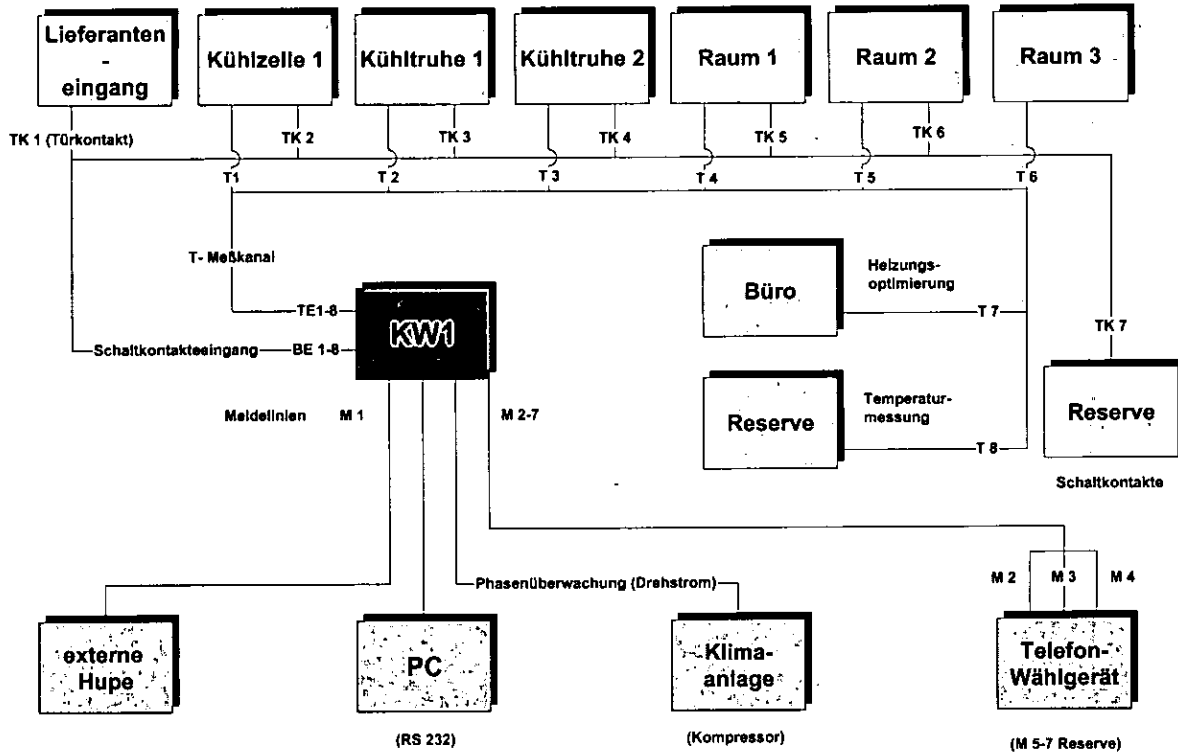 Lieferanten
-
eingang
Kühlzelle 1
Kühltruhe 1
Kühltruhe 2
Raum 1
Raum 2
Raum 3
TK 1 (Türkontakt)
TK 2
TK 3
TK 4
TK 5
TK 6
T1
T 2
T 3
T 4
T 5
T 6
T- Meßkanal
Büro
Heizungs-
optimierung
T 7
TE1-8
KW1
TK 7
Schaltkontakteeingang
BE 1-8
Meldelinien
M 1
M 2-7
Reserve
Temperatur-
messung
T 8
Reserve
Schaltkontakte
Phasenüberwachung (Drehstrom)
M 2
M 3
M 4
externe
Hupe
PC
Klima-
anlage
Telefon-
Wählgerät
(RS 232)
(Kompressor)
(M 5-7 Reserve)